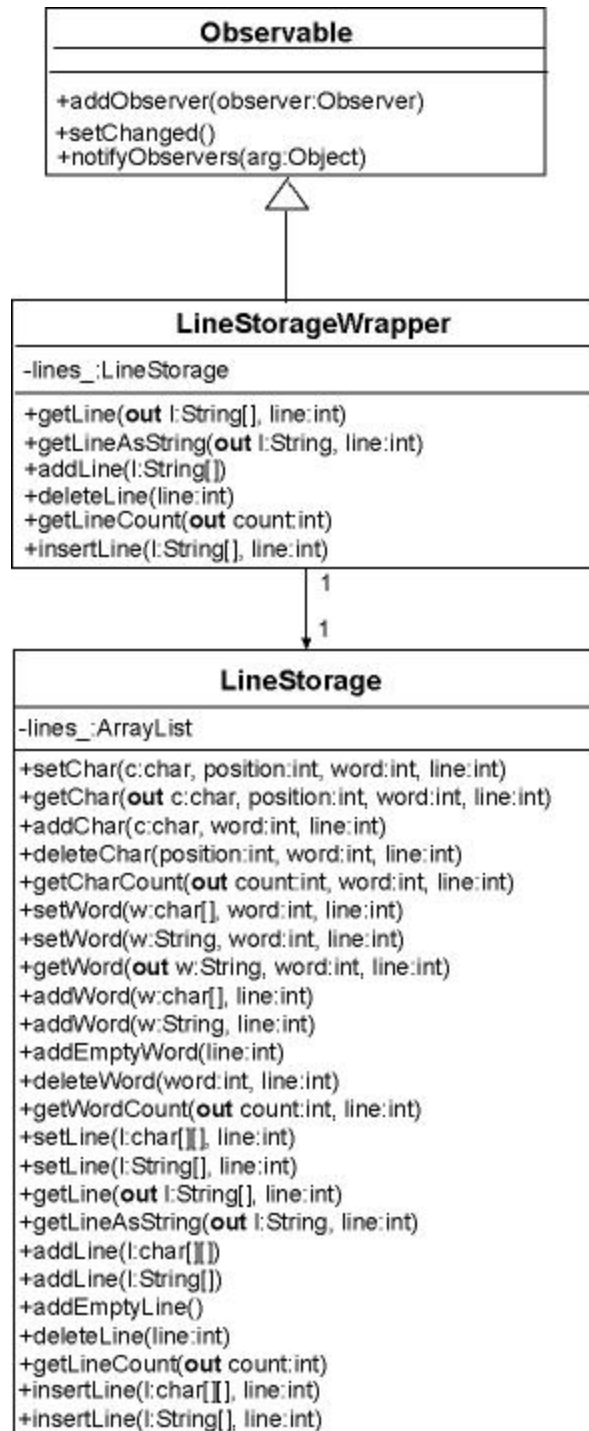 Observable
+addObserver(observer:Observer)
+setChanged()
+notifyObservers(arg:Object)
LineStorageWrapper
-lines_:LineStorage
+getLine(out l:String[], line:int)
+getLineAsString(out l:String, line:int)
+addLine(l:String[])
+deleteLine(line:int)
+getLineCount(out count:int)
+insertLine(l:String[], line:int)
1
1
LineStorage
-lines_:ArrayList
+setChar(c:char, position:int, word:int, line:int)
+getChar(out c:char, position:int, word:int, line:int)
+addChar(c:char, word:int, line:int)
+deleteChar(position:int, word:int, line:int)
+getCharCount(out count:int, word:int, line:int)
+setWord(w:char[], word:int, line:int)
+setWord(w:String, word:int, line:int)
+getWord(out w:String, word:int, line:int)
+addWord(w:char[], line:int)
+addWord(w:String, line:int)
+addEmptyWord(line:int)
+deleteWord(word:int, line:int)
+getWordCount(out count:int, line:int)
+setLine(l:char[][], line:int)
+setLine(l:String[], line:int)
+getLine(out l:String[], line:int)
+getLineAsString(out l:String, line:int)
+addLine(l:char[][])
+addLine(l:String[])
+addEmptyLine()
+deleteLine(line:int)
+getLineCount(out count:int)
+insertLine(l:char[][], line:int)
+insertLine(l:String[], line:int)